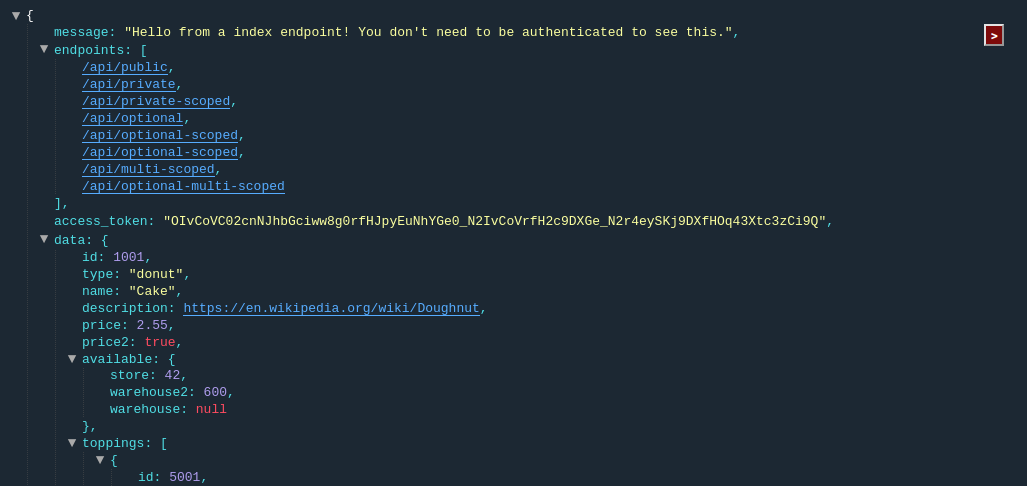 ▼ {
message: "Hello from a index endpoint! You don't need to be authenticated to see this.",
>
▼ endpoints: [
/api/public,
/api/private,
/api/private-scoped,
/api/optional,
/api/optional-scoped,
/api/optional-scoped,
/api/multi-scoped,
/api/optional-multi-scoped
],
access_token: "OIvCoVC02cnNJhbGciww8g0rfHJpyEuNhYGe0_N2IvCoVrfH2c9DXGe_N2r4eySKj9DXfHOq43Xtc3zCi9Q",
▼ data: {
id: 1001,
type: "donut",
name: "Cake",
description: https://en.wikipedia.org/wiki/Doughnut,
price: 2.55,
price2: true,
▼ available: {
store: 42,
warehouse2: 600,
warehouse: null
},
▼ toppings: [
▼ {
id: 5001,